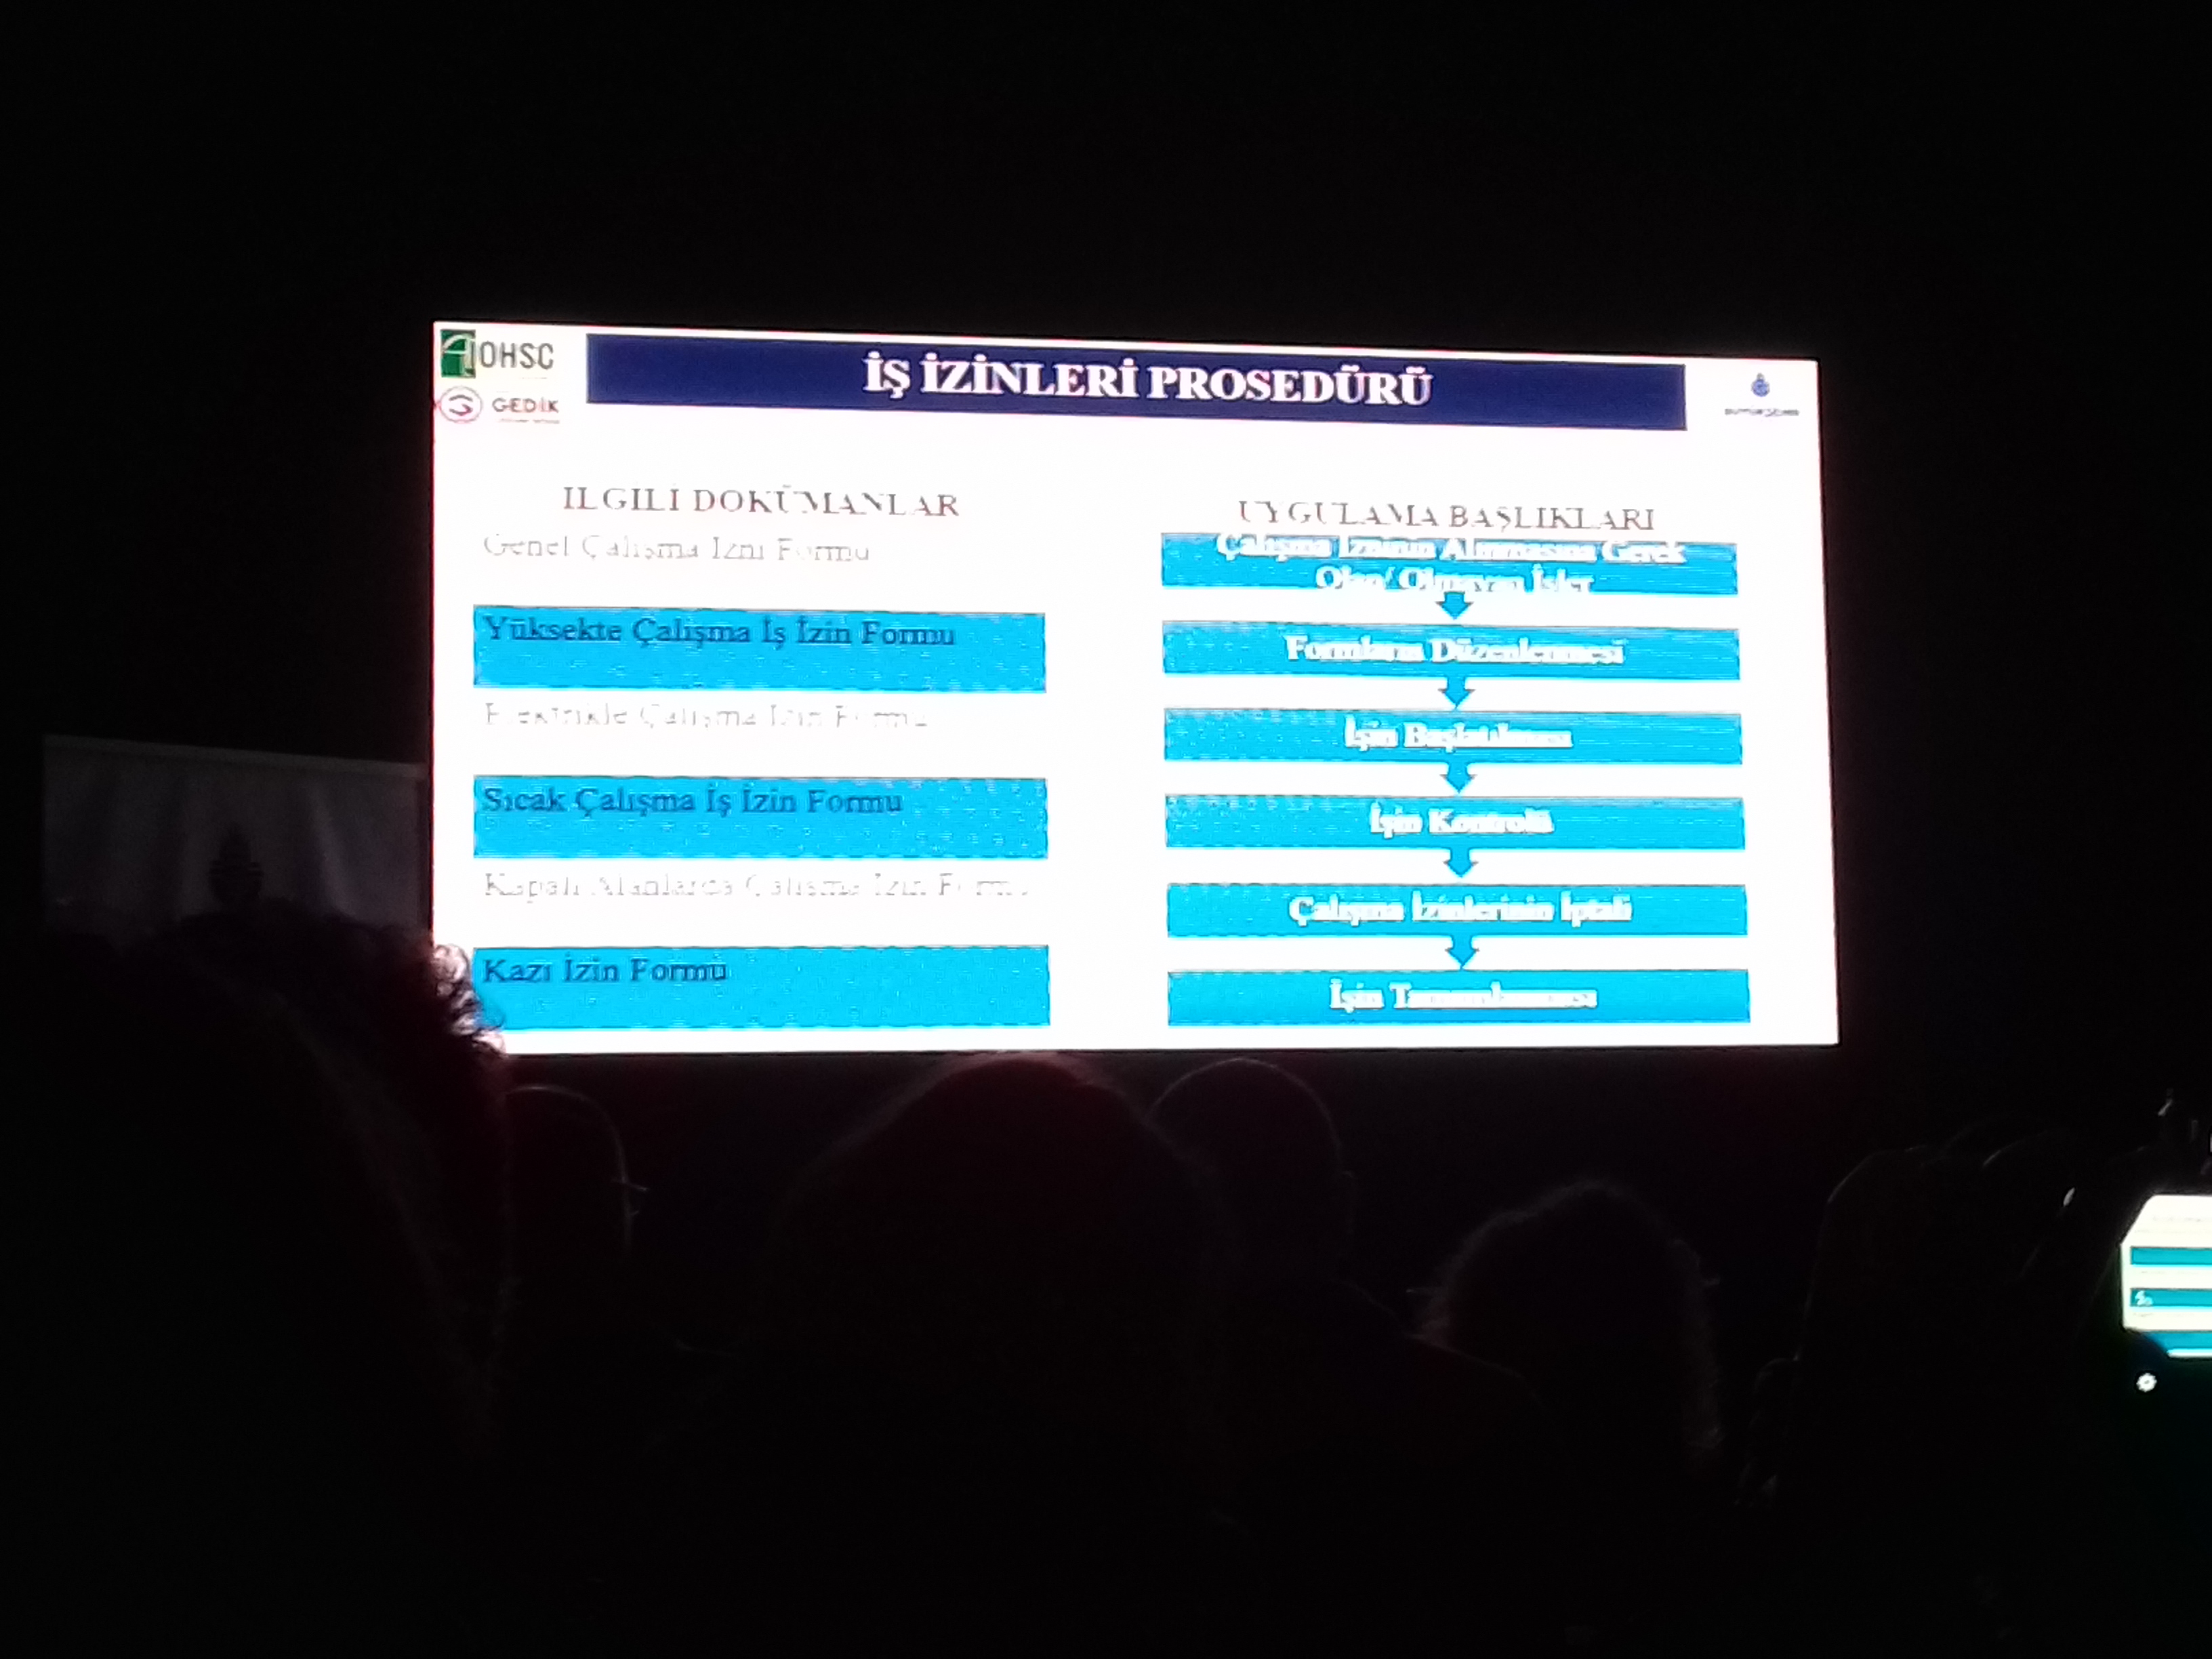 OHSC
GEDİK
İŞ İZİNLERİ PROSEDÜRÜ
İLGİLİ DOKÜMANLAR
Genel Çalışma İzni Formu
Yüksekte Çalışma İş İzin Formu
Elektrikle Çalışma İzin Formu
Sıcak Çalışma İş İzin Formu
Kapalı Alanlarda Çalışma İzin Formu
Kazı İzin Formu
UYGULAMA BAŞLIKLARI
Çalışma İzninin Alınmasına Gerek
Olan/ Olmayan İşler
Formların Düzenlenmesi
İşin Başlatılması
İşin Kontrolü
Çalışma İzinlerinin İptali
İşin Tamamlanması